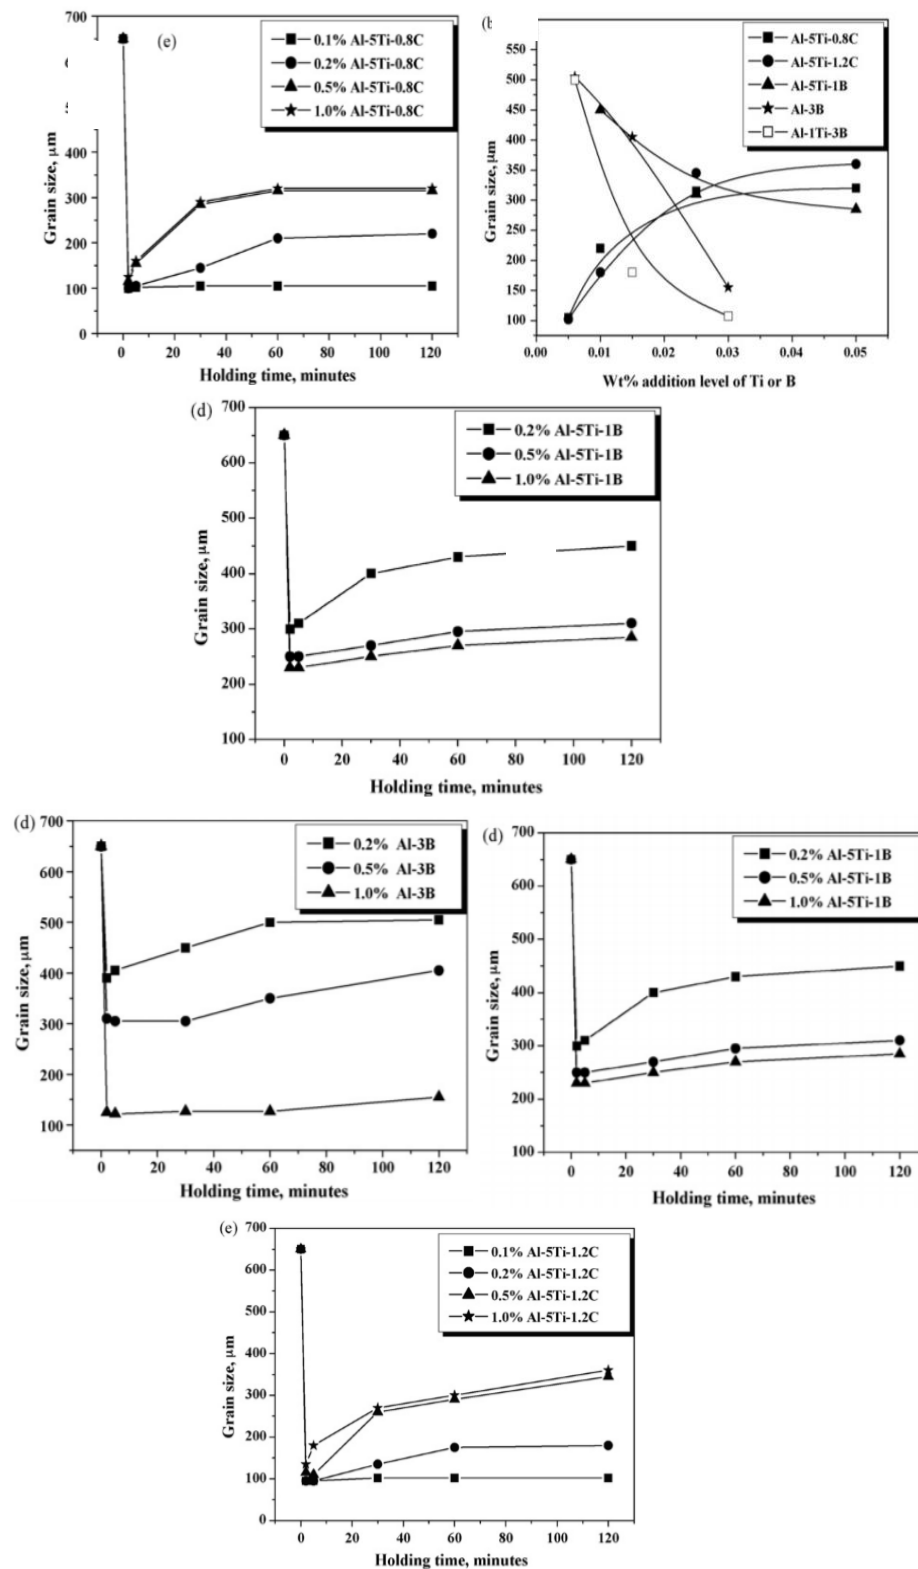 700
(e)
0.1% Al-5Ti-0.8C
0.2% Al-5Ti-0.8C
0.5% Al-5Ti-0.8C
1.0% Al-5Ti-0.8C
400
300
200
100
0
Grain size, μm
0 20 40 60 80 100 120
Holding time, minutes
(b
Al-5Ti-0.8C
Al-5Ti-1.2C
Al-5Ti-1B
Al-3B
Al-1Ti-3B
550
500
450
400
350
300
250
200
150
100
Grain size, μm
0.00 0.01 0.02 0.03 0.04 0.05
Wt% addition level of Ti or B
(d)
0.2% Al-5Ti-1B
0.5% Al-5Ti-1B
1.0% Al-5Ti-1B
700
600
500
400
300
200
100
Grain size, μm
0 20 40 60 80 100 120
Holding time, minutes
(d)
0.2% Al-3B
0.5% Al-3B
1.0% Al-3B
700
600
500
400
300
200
100
Grain size, μm
0 20 40 60 80 100 120
Holding time, minutes
(d)
0.2% Al-5Ti-1B
0.5% Al-5Ti-1B
1.0% Al-5Ti-1B
700
600
500
400
300
200
100
Grain size, μm
0 20 40 60 80 100 120
Holding time, minutes
(e)
0.1% Al-5Ti-1.2C
0.2% Al-5Ti-1.2C
0.5% Al-5Ti-1.2C
1.0% Al-5Ti-1.2C
700
600
500
400
300
200
100
0
Grain size, μm
0 20 40 60 80 100 120
Holding time, minutes